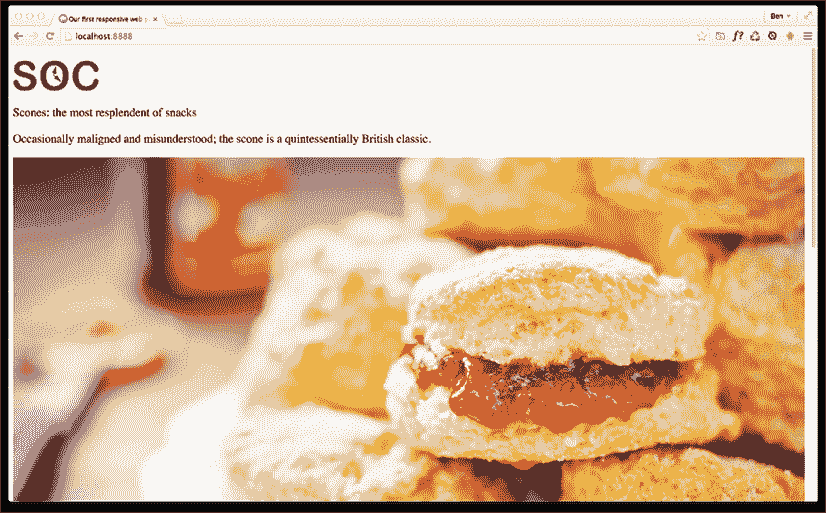 Our first responsive web
Ben
localhost:8888
SOC
Scones: the most resplendent of snacks
Occasionally maligned and misunderstood; the scone is a quintessentially British classic.